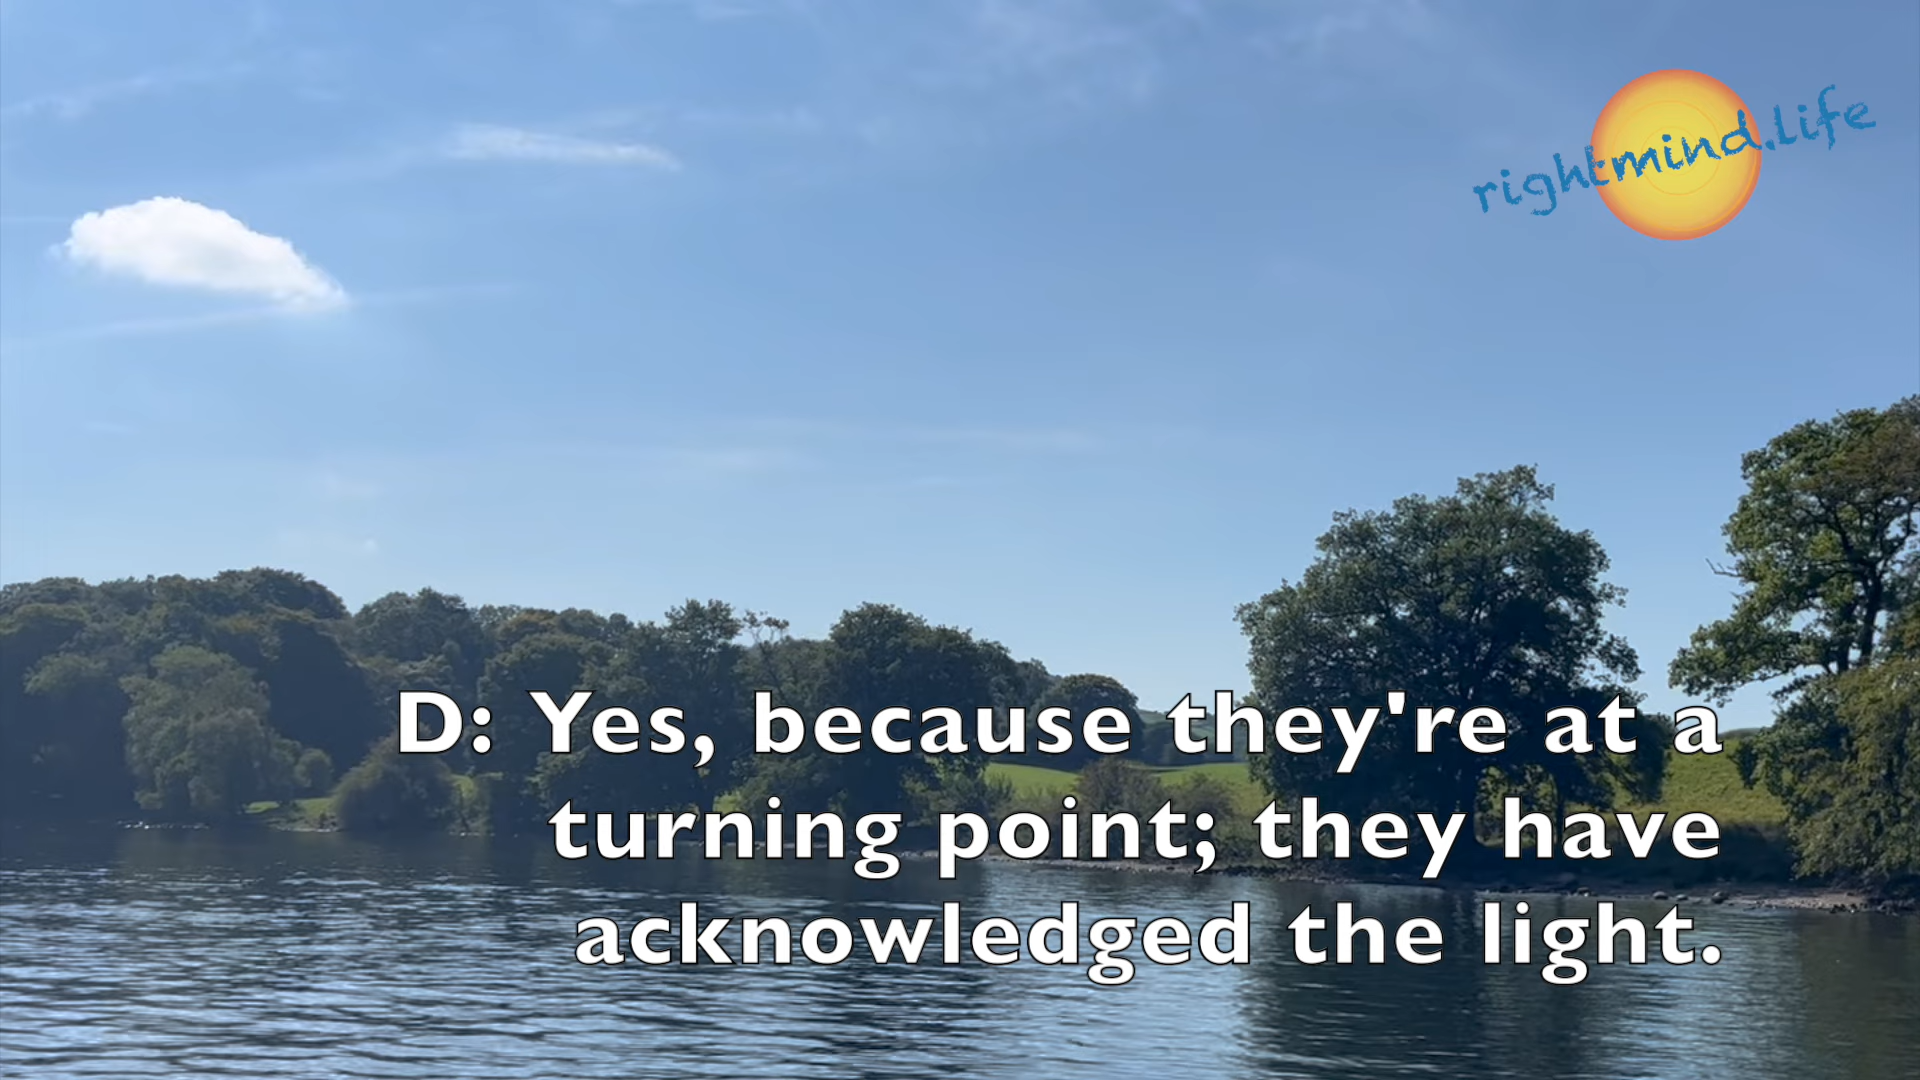 rightmind.life
D: Yes, because they're at a
turning point; they have
acknowledged the light.